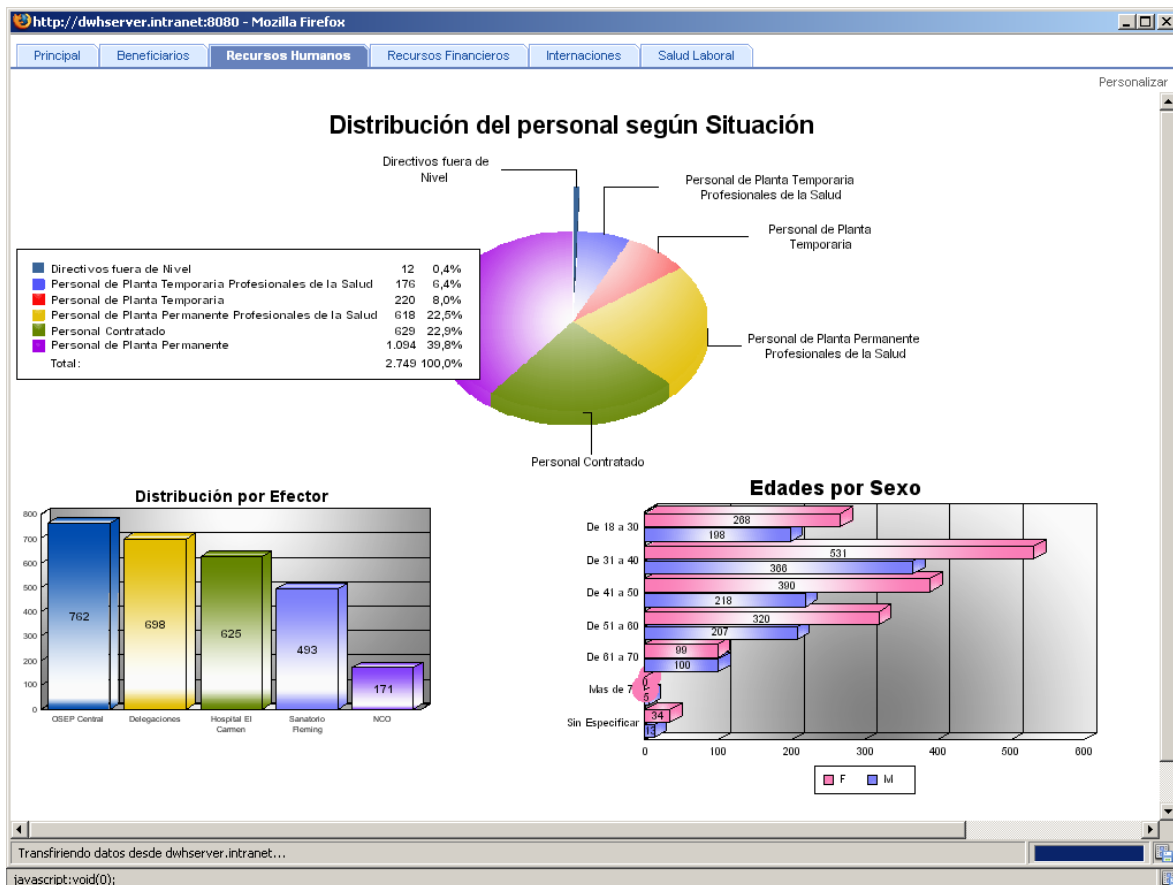 http://dwhserver.intranet:8080 - Mozilla Firefox
Principal Beneficiarios Recursos Humanos Recursos Financieros Internaciones Salud Laboral
Personalizar
Distribución del personal según Situación
Directivos fuera de
Nivel
Personal de Planta Temporaria
Profesionales de la Salud
Personal de Planta
Temporaria
Directivos fuera de Nivel 12 0,4%
Personal de Planta Temporaria Profesionales de la Salud 176 6,4%
Personal de Planta Temporaria 220 8,0%
Personal de Planta Permanente Profesionales de la Salud 618 22,5%
Personal Contratado 629 22,9%
Personal de Planta Permanente 1.094 39,8%
Total: 2.749 100,0%
Personal de Planta Permanente
Profesionales de la Salud
Personal Contratado
Distribución por Efector
800
700
600
500
400
300
200
100
0
762
698
625
493
171
OSEP Central
Delegaciones
Hospital El
Carmen
Sanatorio
Fleming
NCO
Edades por Sexo
De 18 a 30
268
198
De 31 a 40
531
366
De 41 a 50
390
218
De 51 a 60
320
207
De 61 a 70
99
100
Mas de 7
0
5
Sin Especificar
34
13
0 100 200 300 400 500 600
F M
Transfiriendo datos desde dwhserver.intranet...
javascript:void(0);